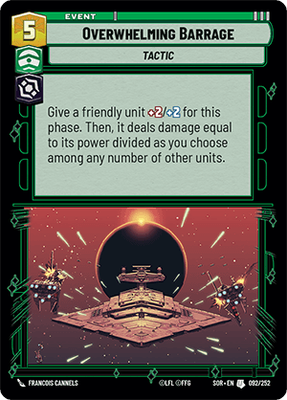 EVENT
5
OVERWHELMING BARRAGE
TACTIC
Give a friendly unit +2/+2 for this
phase. Then, it deals damage equal
to its power divided as you choose
among any number of other units.
FRANCOIS CANNELS ©LFL ©FFG SOR • EN 092/252